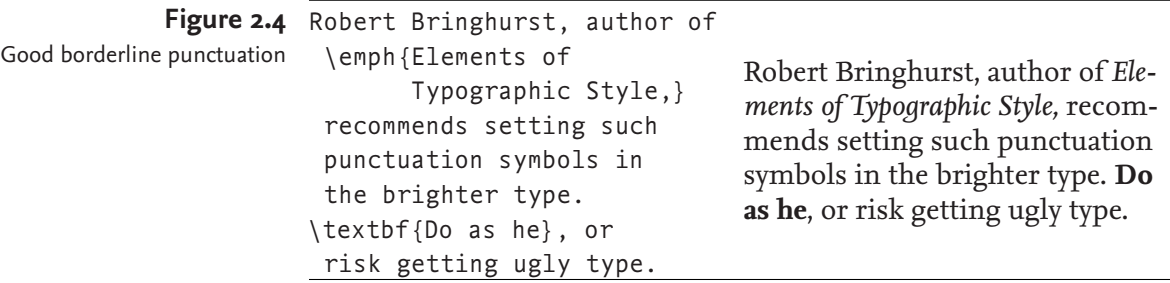 Figure 2.4
Good borderline punctuation
Robert Bringhurst, author of
\emph{Elements of
Typographic Style,}
recommends setting such
punctuation symbols in
the brighter type.
\textbf{Do as he}, or
risk getting ugly type.
Robert Bringhurst, author of Ele-
ments of Typographic Style, recom-
mends setting such punctuation
symbols in the brighter type. Do
as he, or risk getting ugly type.